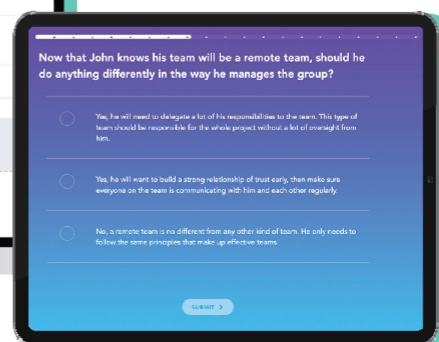 Now that John knows his team will be a remote team, should he
do anything differently in the way he manages the group?
Yes, he will need to delegate a lot of his responsibilities to the team. This type of
team should be responsible for the whole project without a lot of oversight from
him.
Yes, he will want to build a strong relationship of trust early, then make sure
everyone on the team is communicating with him and each other regularly.
No, a remote team is no different from any other kind of team. He only needs to
follow the same principles that make up effective teams.
SUBMIT >